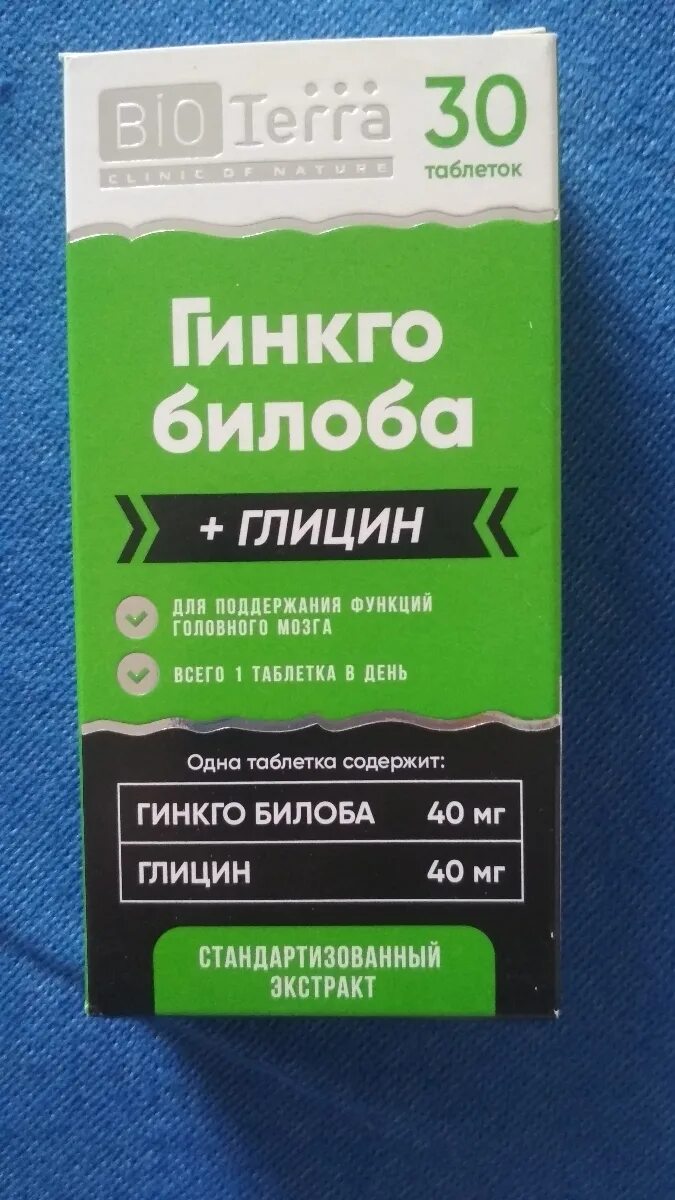 BIO Terra
CLINIC OF NATURE
30
таблеток
Гинкго
билоба
+ ГЛИЦИН
ДЛЯ ПОДДЕРЖАНИЯ ФУНКЦИЙ
ГОЛОВНОГО МОЗГА
ВСЕГО 1 ТАБЛЕТКА В ДЕНЬ
Одна таблетка содержит:
ГИНКГО БИЛОБА 40 мг
ГЛИЦИН 40 мг
СТАНДАРТИЗОВАННЫЙ
ЭКСТРАКТ